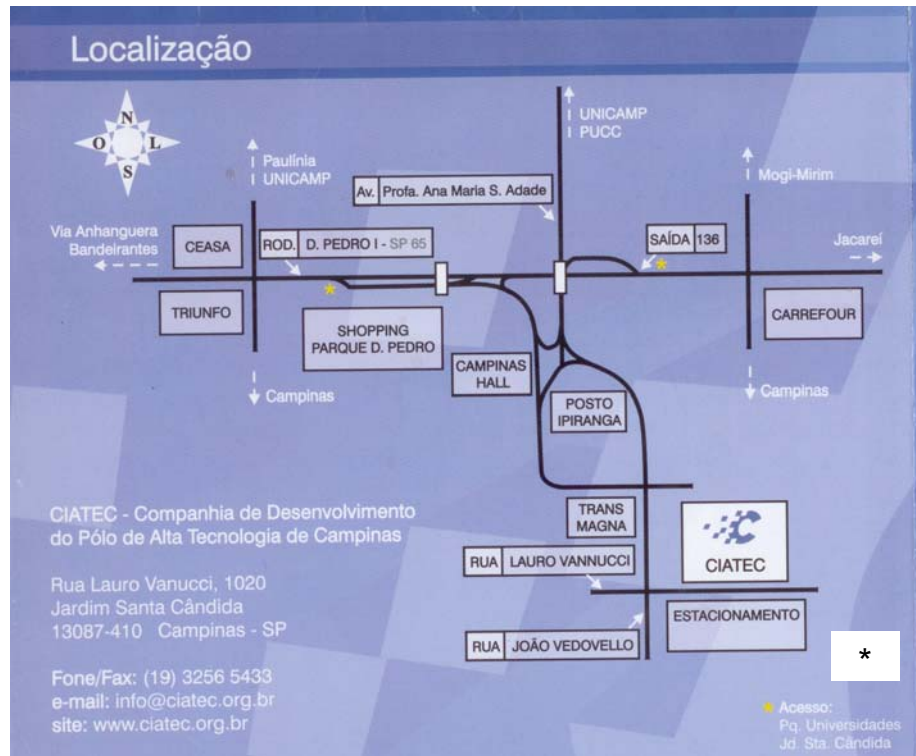 Localização
N
O L
S
Paulínia
UNICAMP
UNICAMP
PUCC
Av. Profa. Ana Maria S. Adade
Mogi-Mirim
Via Anhanguera
Bandeirantes
CEASA
ROD. D. PEDRO I - SP 65
SAÍDA 136
Jacareí
*
*
TRIUNFO
SHOPPING
PARQUE D. PEDRO
CARREFOUR
CAMPINAS
HALL
Campinas
POSTO
IPIRANGA
Campinas
TRANS
MAGNA
CIATEC
RUA LAURO VANNUCCI
ESTACIONAMENTO
RUA JOÃO VEDOVELLO
CIATEC - Companhia de Desenvolvimento
do Pólo de Alta Tecnologia de Campinas
Rua Lauro Vanucci, 1020
Jardim Santa Cândida
13087-410 Campinas - SP
Fone/Fax: (19) 3256 5433
e-mail: info@ciatec.org.br
site: www.ciatec.org.br
*
* Acesso:
Pq. Universidades
Jd. Sta. Cândida